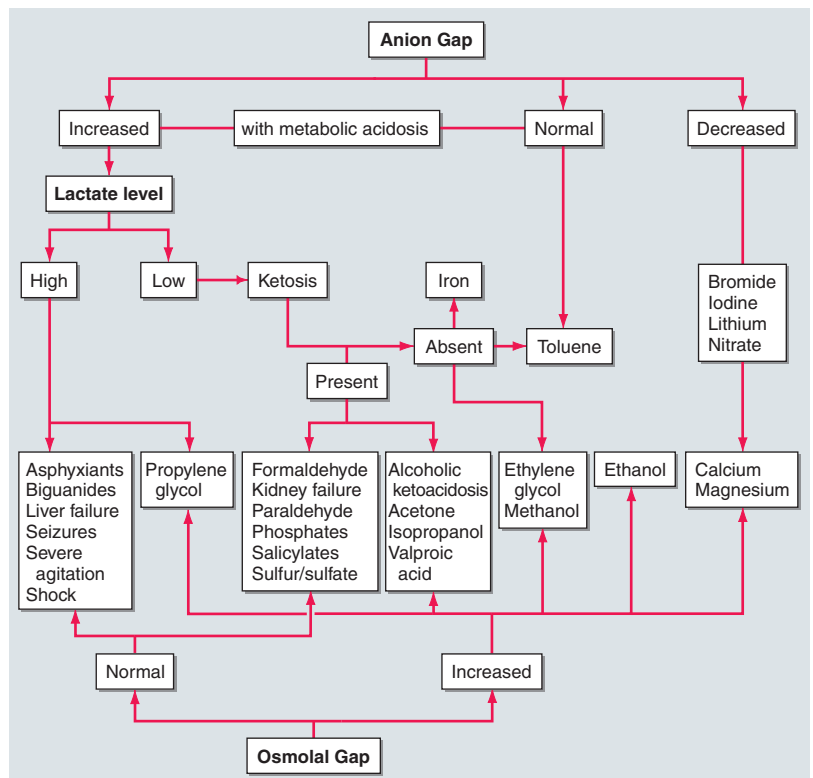 Anion Gap
Increased
with metabolic acidosis
Normal
Decreased
Lactate level
High
Low
Ketosis
Iron
Bromide
Iodine
Lithium
Nitrate
Absent
Toluene
Present
Asphyxiants
Biguanides
Liver failure
Seizures
Severe
agitation
Shock
Propylene
glycol
Formaldehyde
Kidney failure
Paraldehyde
Phosphates
Salicylates
Sulfur/sulfate
Alcoholic
ketoacidosis
Acetone
Isopropanol
Valproic
acid
Ethylene
glycol
Methanol
Ethanol
Calcium
Magnesium
Normal
Increased
Osmolal Gap